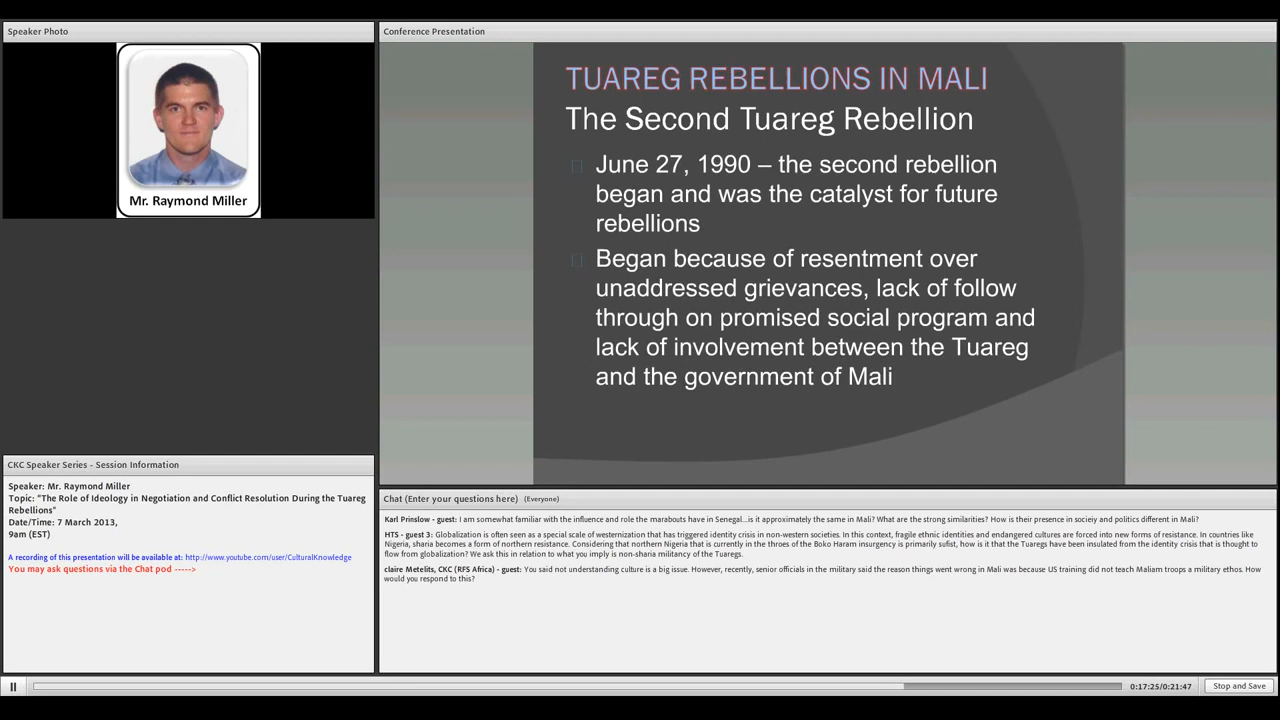 Speaker Photo
Mr. Raymond Miller
Conference Presentation
TUAREG REBELLIONS IN MALI
The Second Tuareg Rebellion
June 27, 1990 – the second rebellion
began and was the catalyst for future
rebellions
Began because of resentment over
unaddressed grievances, lack of follow
through on promised social program and
lack of involvement between the Tuareg
and the government of Mali
CKC Speaker Series - Session Information
Speaker: Mr. Raymond Miller
Topic: "The Role of Ideology in Negotiation and Conflict Resolution During the Tuareg
Rebellions"
Date/Time: 7 March 2013,
9am (EST)
A recording of this presentation will be available at: http://www.youtube.com/user/CulturalKnowledge
You may ask questions via the Chat pod ----->
Chat (Enter your questions here) (Everyone)
Karl Prinslow - guest: I am somewhat familiar with the influence and role the marabouts have in Senegal...is it approximately the same in Mali? What are the strong similarities? How is their presence in socieiy and politics different in Mali?
HTS - guest 3: Globalization is often seen as a special scale of westernization that has triggered identity crisis in non-western societies. In this context, fragile ethnic identities and endangered cultures are forced into new forms of resistance. In countries like
Nigeria, sharia becomes a form of northern resistance. Considering that northern Nigeria that is currently in the throes of the Boko Haram insurgency is primarily sufist, how is it that the Tuaregs have been insulated from the identity crisis that is thought to
flow from globalization? We ask this in relation to what you imply is non-sharia militancy of the Tuaregs.
claire Metelits, CKC (RFS Africa) - guest: You said not understanding culture is a big issue. However, recently, senior officials in the military said the reason things went wrong in Mali was because US training did not teach Maliam troops a military ethos. How
would you respond to this?
0:17:25/0:21:47
Stop and Save